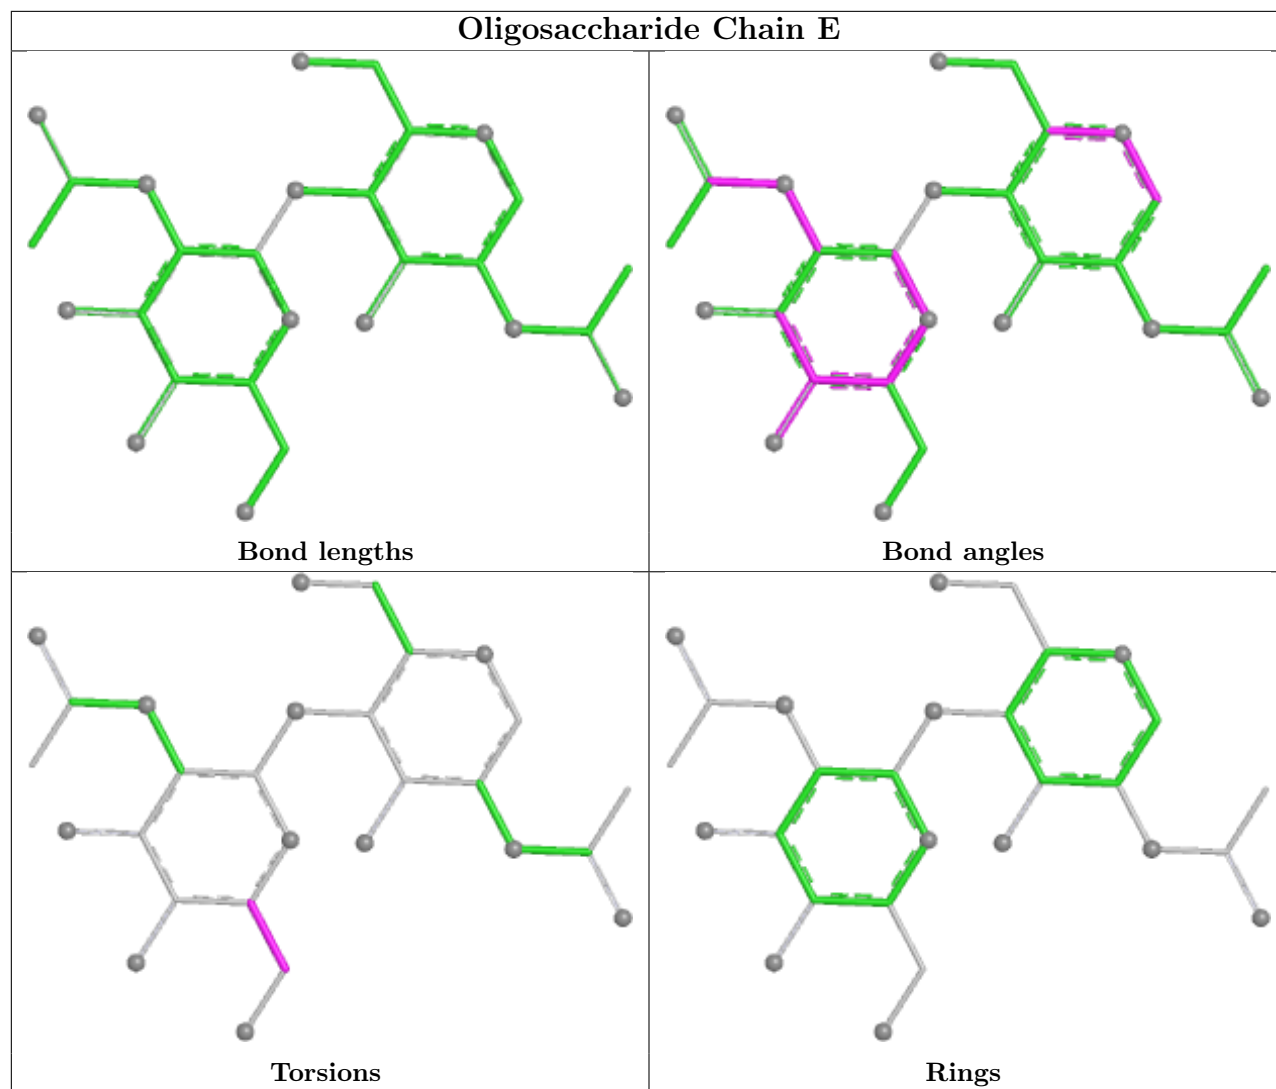 Oligosaccharide Chain E
Bond lengths
Bond angles
Torsions
Rings